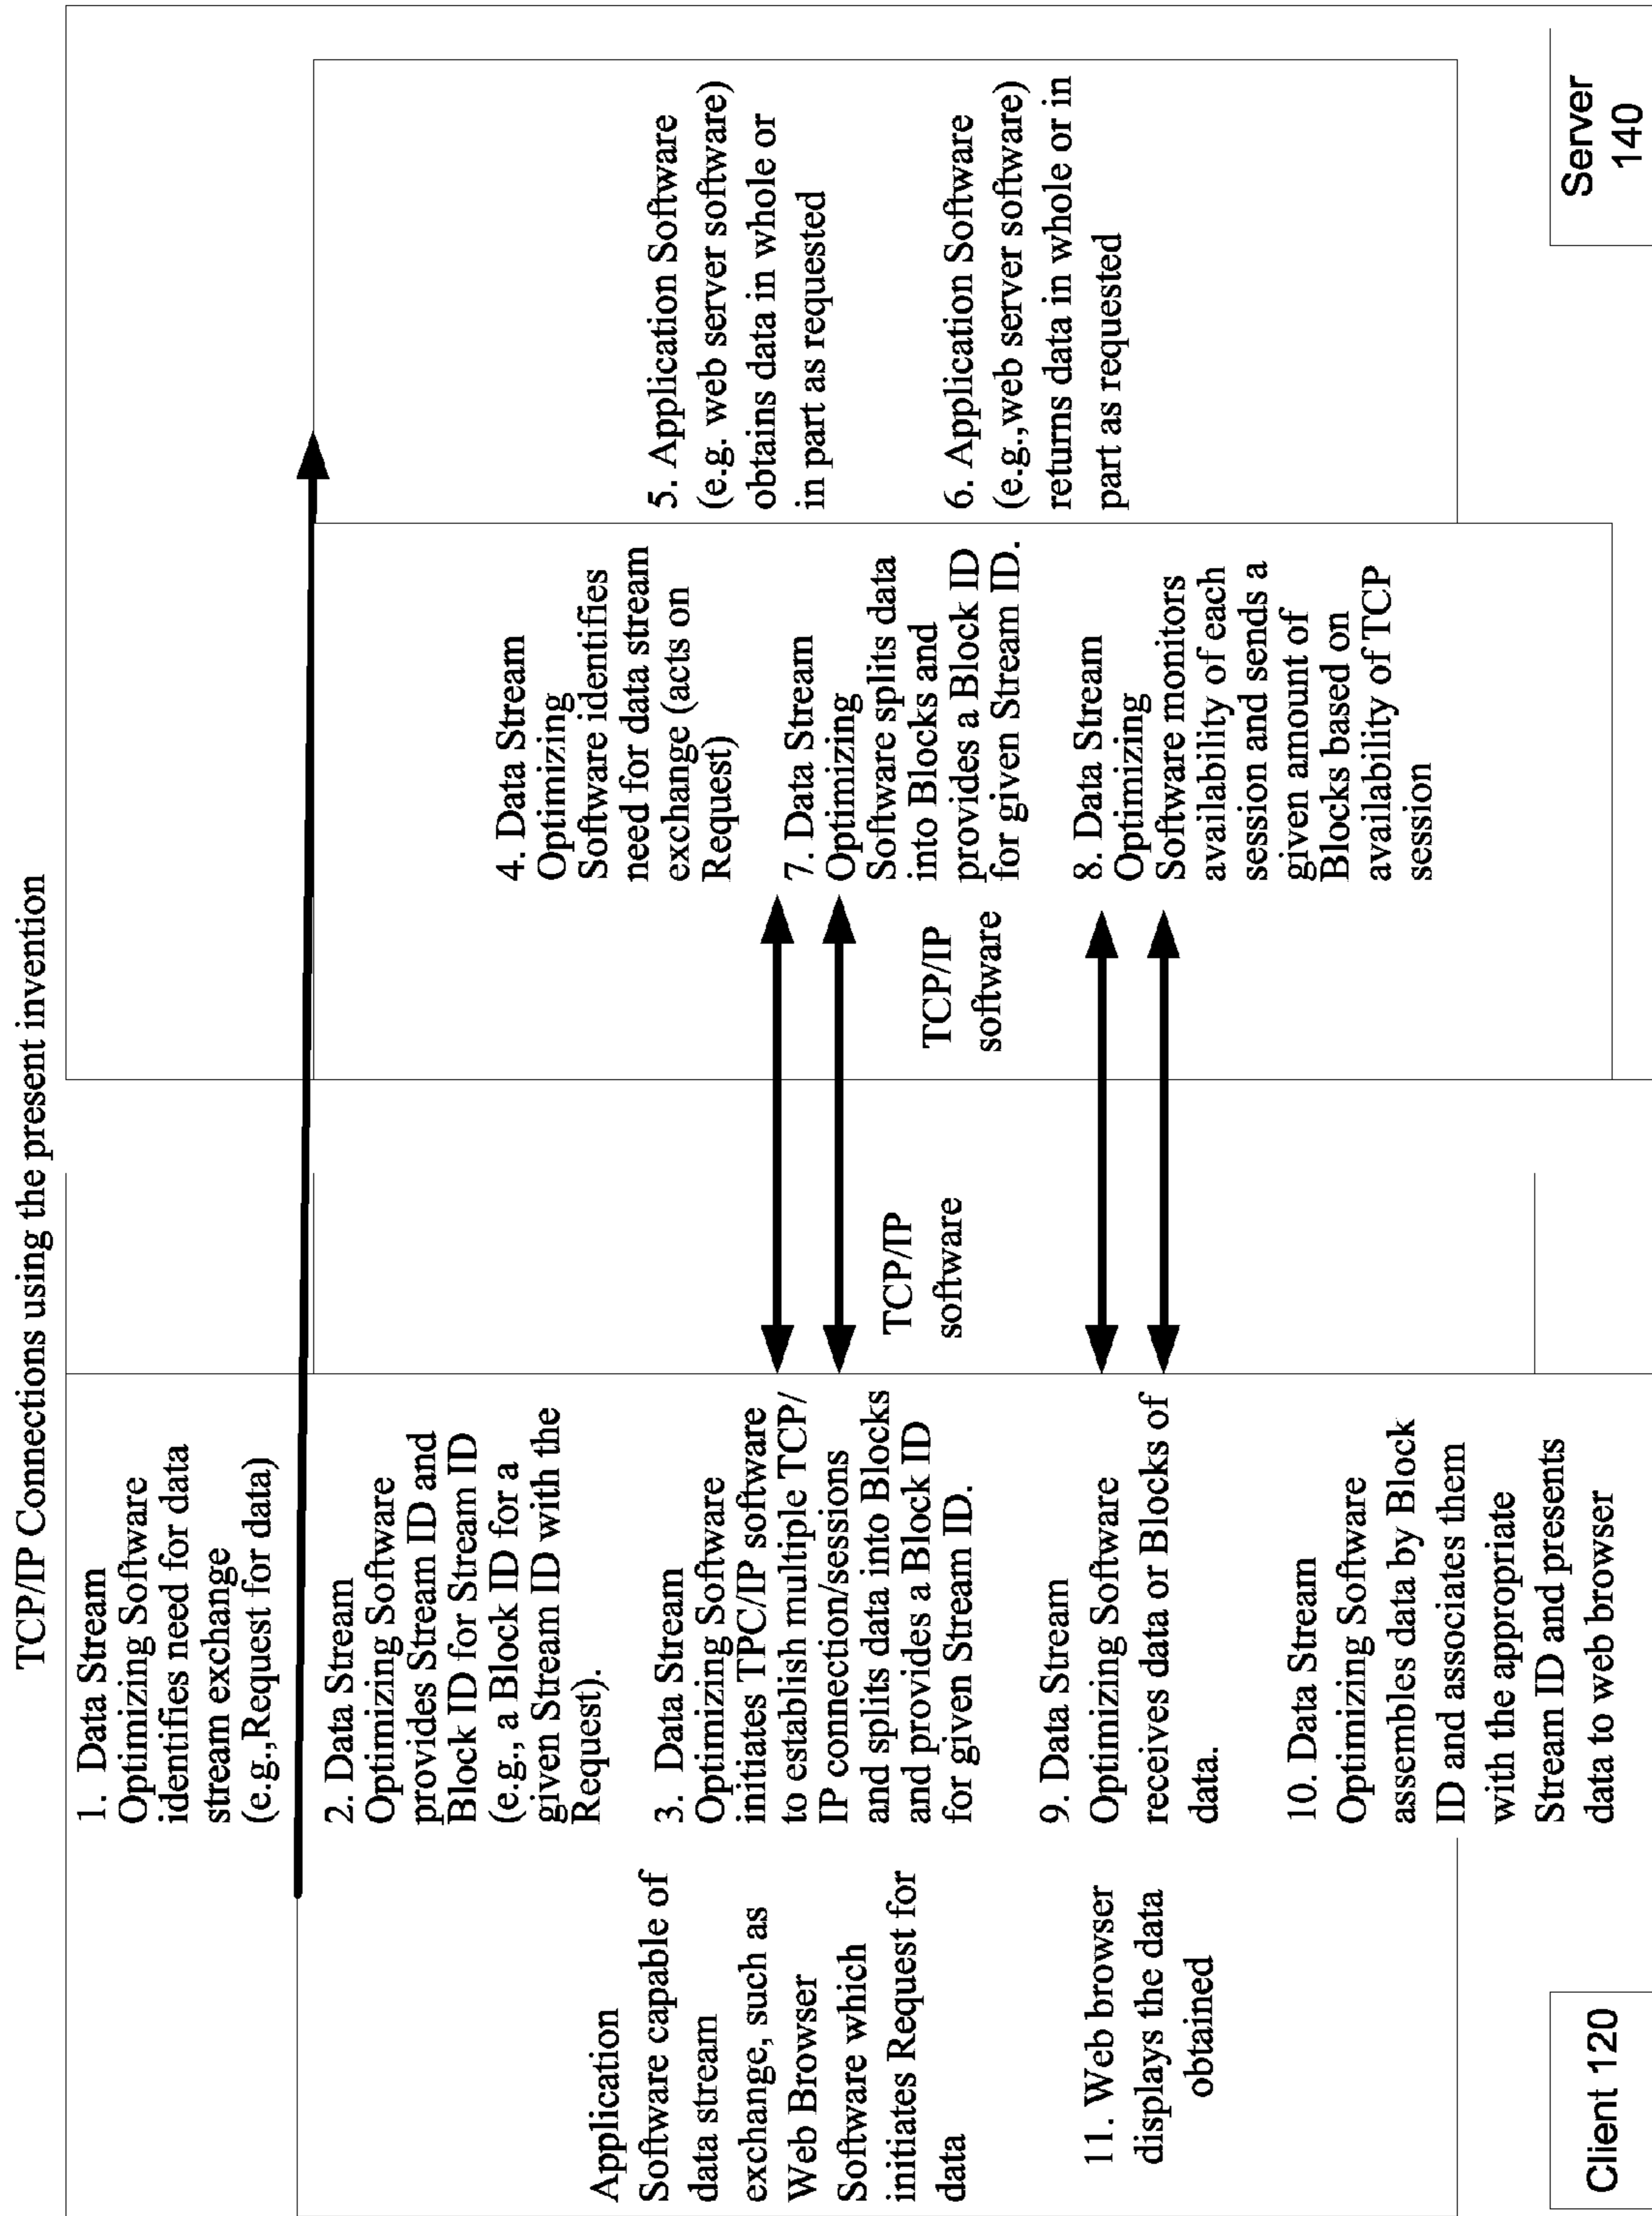 TCP/IP Connections using the present invention
Application
Software capable of
data stream
exchange, such as
Web Browser
Software which
initiates Request for
data
11. Web browser
displays the data
obtained
Client 120
1. Data Stream
Optimizing Software
identifies need for data
stream exchange
(e.g.,Request for data)
2. Data Stream
Optimizing Software
provides Stream ID and
Block ID for Stream ID
(e.g., a Block ID for a
given Stream ID with the
Request).
3. Data Stream
Optimizing Software
initiates TPC/IP software
to establish multiple TCP/
IP connection/sessions
and splits data into Blocks
and provides a Block ID
for given Stream ID.
9. Data Stream
Optimizing Software
receives data or Blocks of
data.
10. Data Stream
Optimizing Software
assembles data by Block
ID and associates them
with the appropriate
Stream ID and presents
data to web browser
TCP/IP
software
TCP/IP
software
4. Data Stream
Optimizing
Software identifies
need for data stream
exchange (acts on
Request)
7. Data Stream
Optimizing
Software splits data
into Blocks and
provides a Block ID
for given Stream ID.
8. Data Stream
Optimizing
Software monitors
availability of each
session and sends a
given amount of
Blocks based on
availability of TCP
session
5. Application Software
(e.g. web server software)
obtains data in whole or
in part as requested
6. Application Software
(e.g.,web server software)
returns data in whole or in
part as requested
Server
140